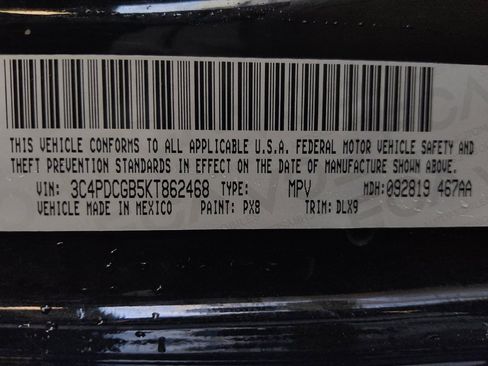 THIS VEHICLE CONFORMS TO ALL APPLICABLE U.S.A. FEDERAL MOTOR VEHICLE SAFETY AND
THEFT PREVENTION STANDARDS IN EFFECT ON THE DATE OF MANUFACTURE SHOWN ABOVE.
VIN: 3C4PDCGB5KT862468 TYPE: MPV MDH: 092819 467AA
VEHICLE MADE IN MEXICO PAINT: PX8 TRIM: DLX9